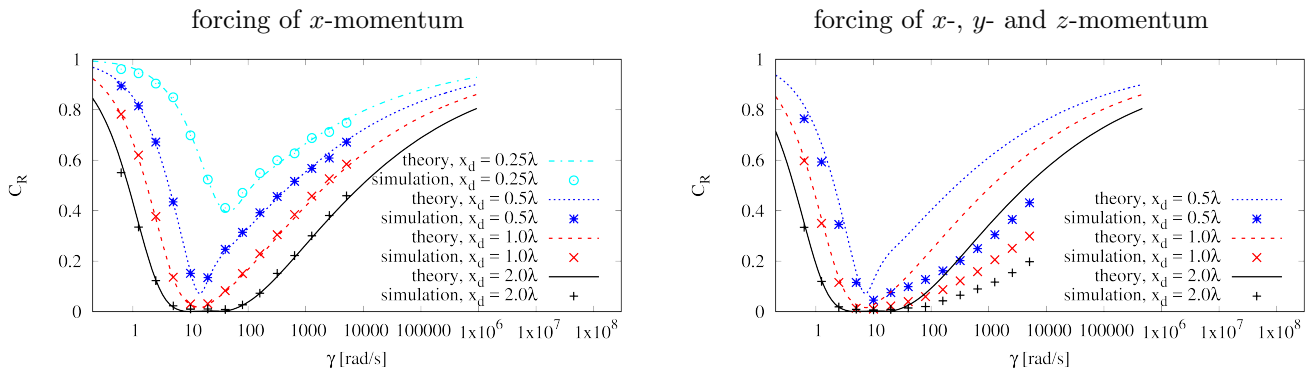 forcing of x-momentum
1
0.8
0.6
0.4
0.2
0
C_R
1
10
100
1000
10000
100000
1x10^6
1x10^7
1x10^8
γ [rad/s]
theory, x_d = 0.25λ
simulation, x_d = 0.25λ
theory, x_d = 0.5λ
simulation, x_d = 0.5λ
theory, x_d = 1.0λ
simulation, x_d = 1.0λ
theory, x_d = 2.0λ
simulation, x_d = 2.0λ
forcing of x-, y- and z-momentum
1
0.8
0.6
0.4
0.2
0
C_R
1
10
100
1000
10000
100000
1x10^6
1x10^7
1x10^8
γ [rad/s]
theory, x_d = 0.5λ
simulation, x_d = 0.5λ
theory, x_d = 1.0λ
simulation, x_d = 1.0λ
theory, x_d = 2.0λ
simulation, x_d = 2.0λ